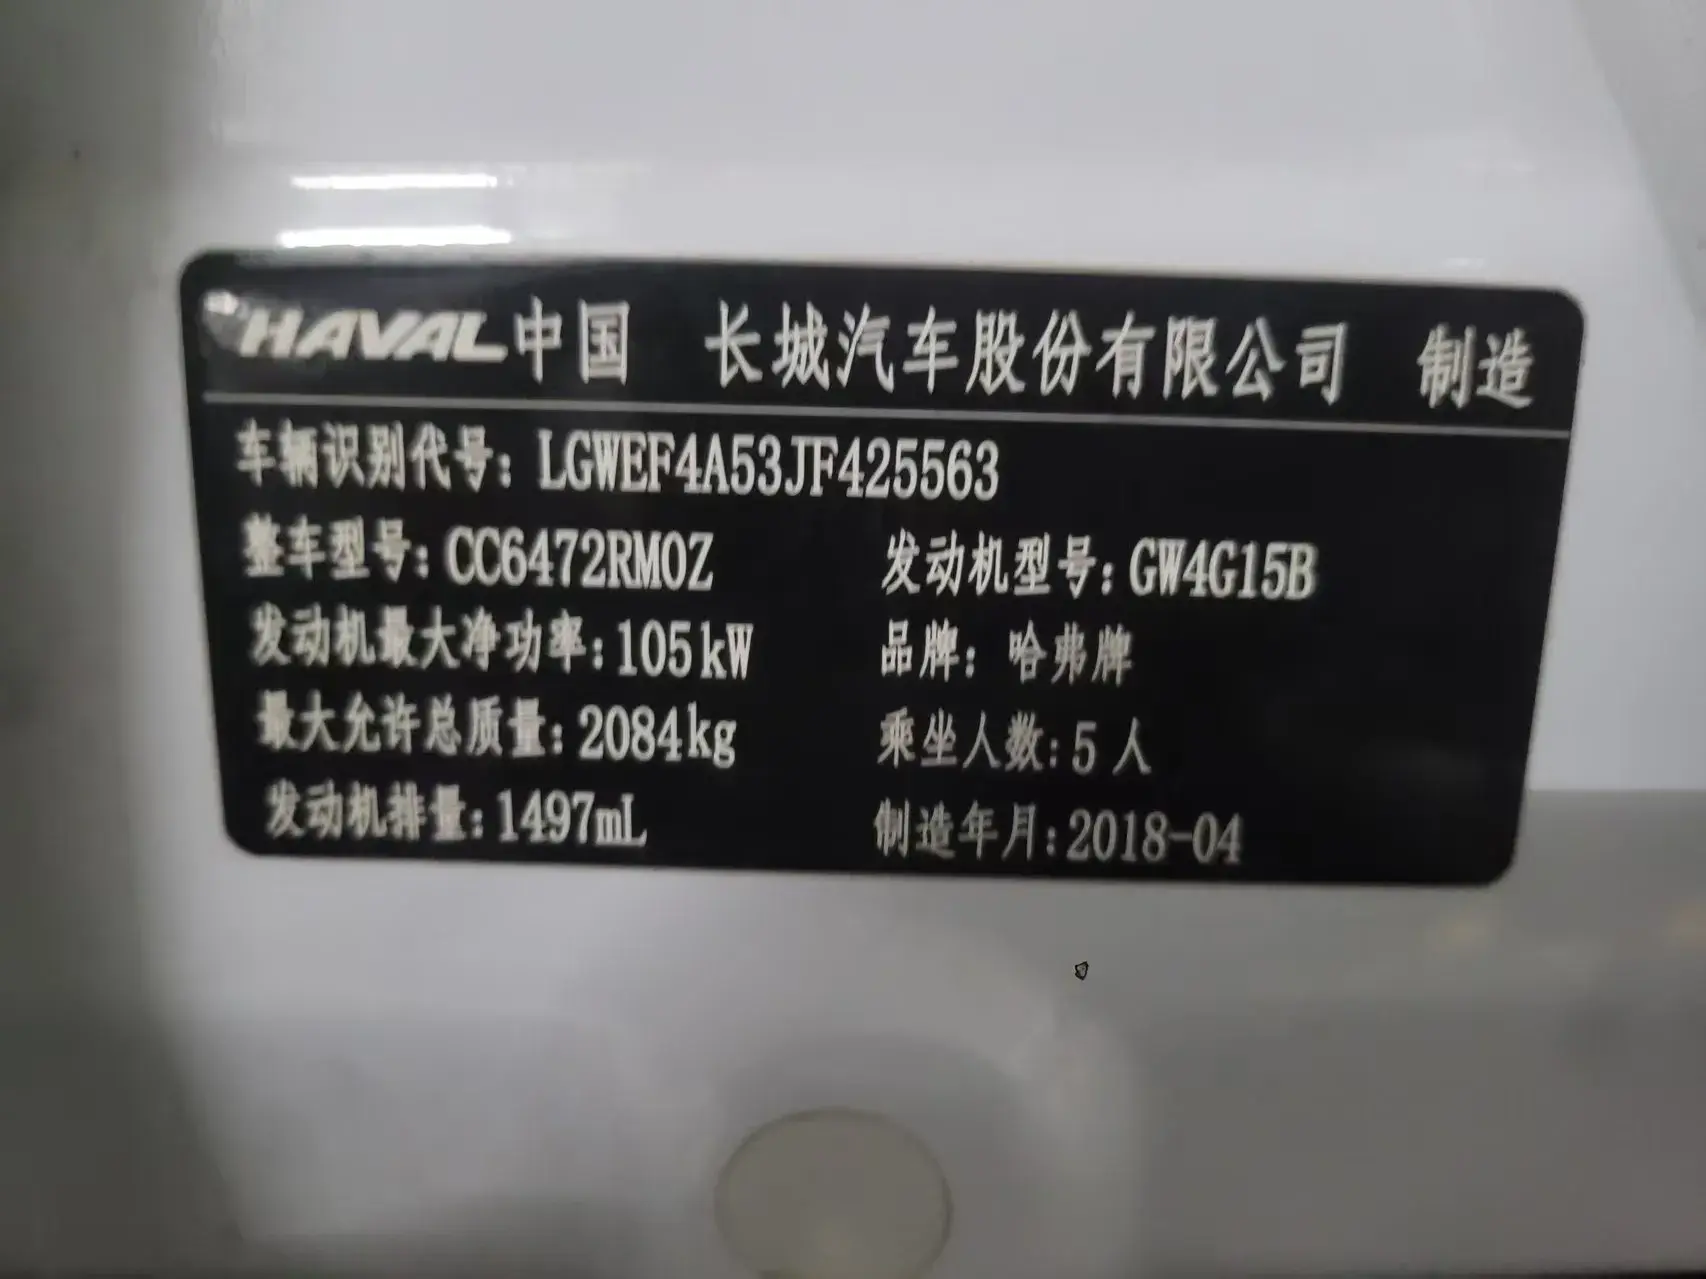 HAVAL中国 长城汽车股份有限公司 制造
车辆识别代号：LGWEF4A53JF425563
整车型号：CC6472RM0Z 发动机型号：GW4G15B
发动机最大净功率：105kW 品牌：哈弗牌
最大允许总质量：2084kg 乘坐人数：5人
发动机排量：1497mL 制造年月：2018-04